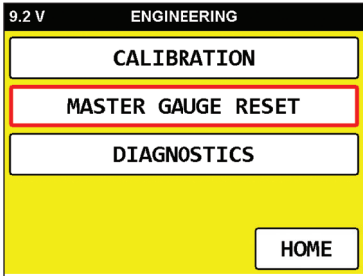 9.2 V ENGINEERING
CALIBRATION
MASTER GAUGE RESET
DIAGNOSTICS
HOME